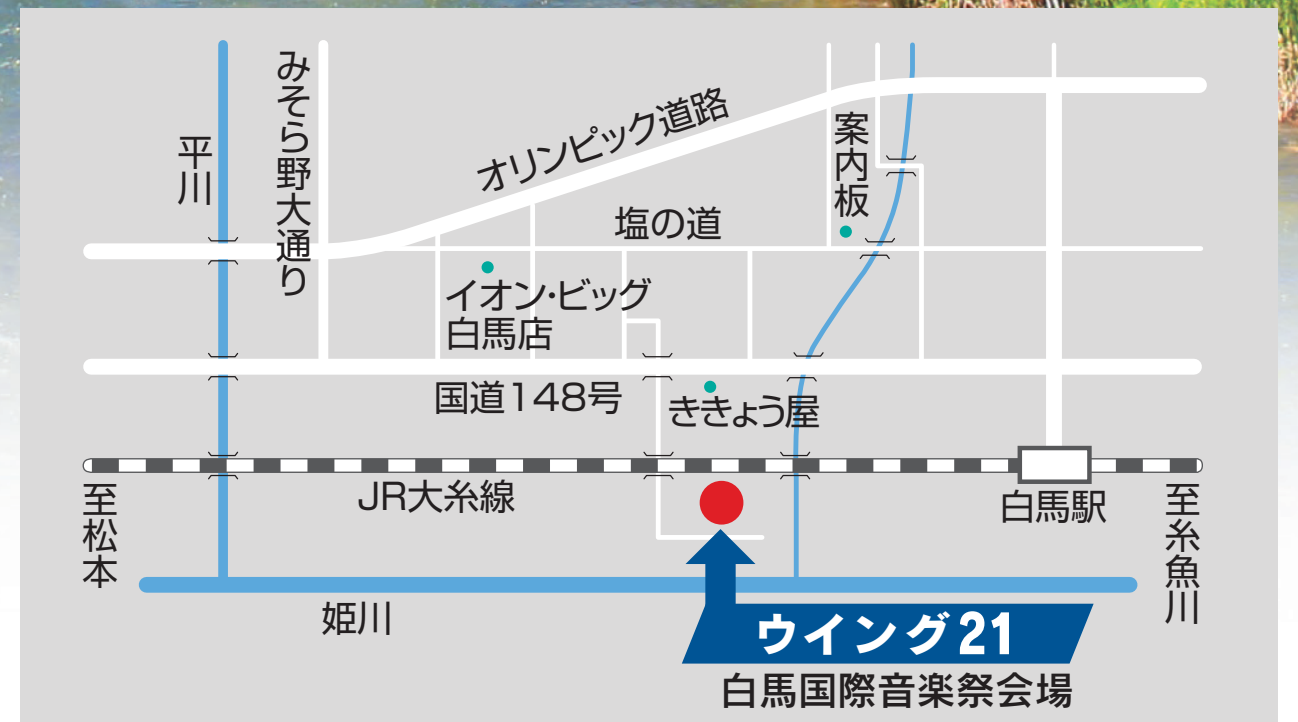 みそら野大通り
平川
オリンピック道路
案内板
塩の道
イオン・ビッグ
白馬店
国道148号
ききょう屋
JR大糸線
白馬駅
至松本
至糸魚川
姫川
ウイング21
白馬国際音楽祭会場